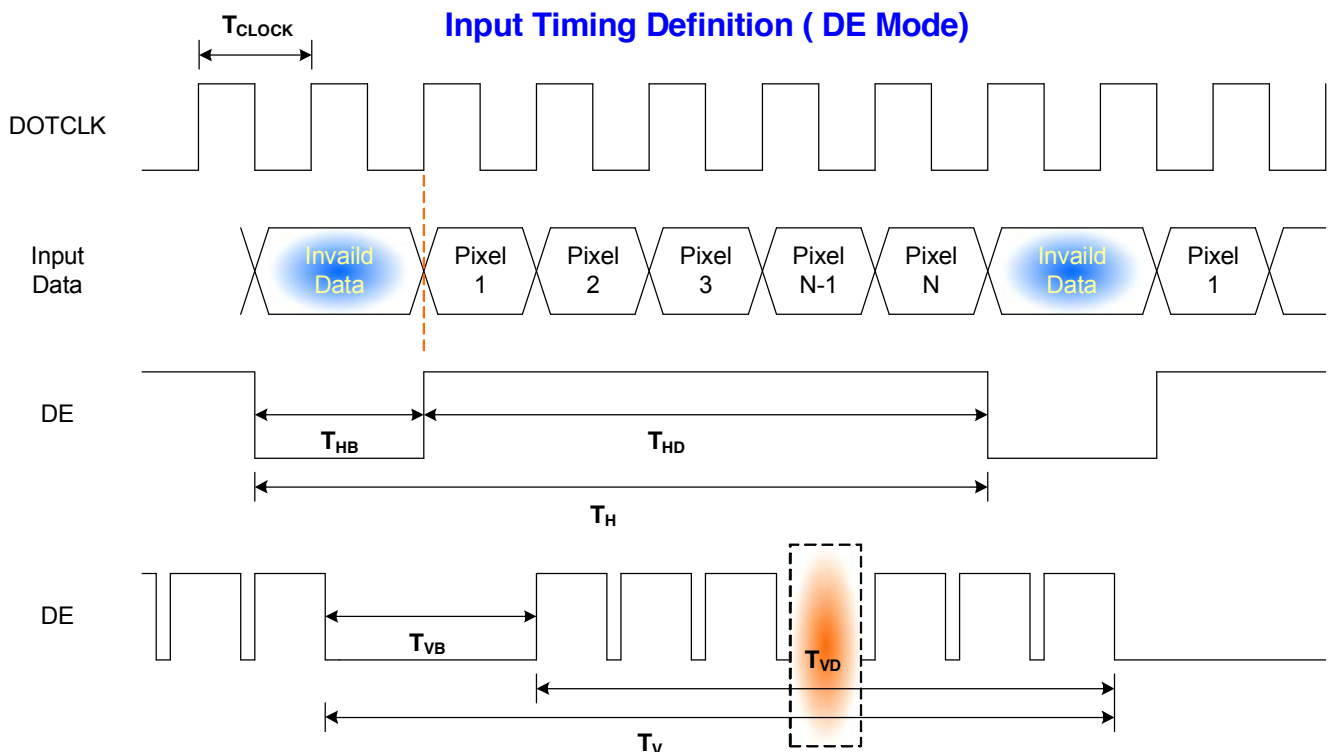 Input Timing Definition ( DE Mode)
TCLOCK
DOTCLK
Input
Data
Invaild
Data
Pixel
1
Pixel
2
Pixel
3
Pixel
N-1
Pixel
N
Invaild
Data
Pixel
1
DE
THB
THD
TH
DE
TVB
TVD
TV